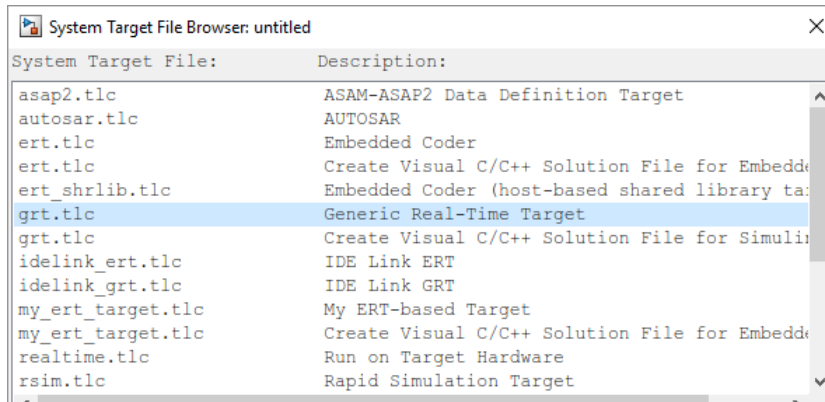 System Target File Browser: untitled
System Target File: Description:
asap2.tlc ASAM-ASAP2 Data Definition Target
autosar.tlc AUTOSAR
ert.tlc Embedded Coder
ert.tlc Create Visual C/C++ Solution File for
ert_shrlib.tlc Embedded Coder (host-based shared library
grt.tlc Generic Real-Time Target
grt.tlc Create Visual C/C++ Solution File for
idelink_ert.tlc IDE Link ERT
idelink_grt.tlc IDE Link GRT
my_ert_target.tlc My ERT-based Target
my_ert_target.tlc Create Visual C/C++ Solution File for
realtime.tlc Run on Target Hardware
rsim.tlc Rapid Simulation Target